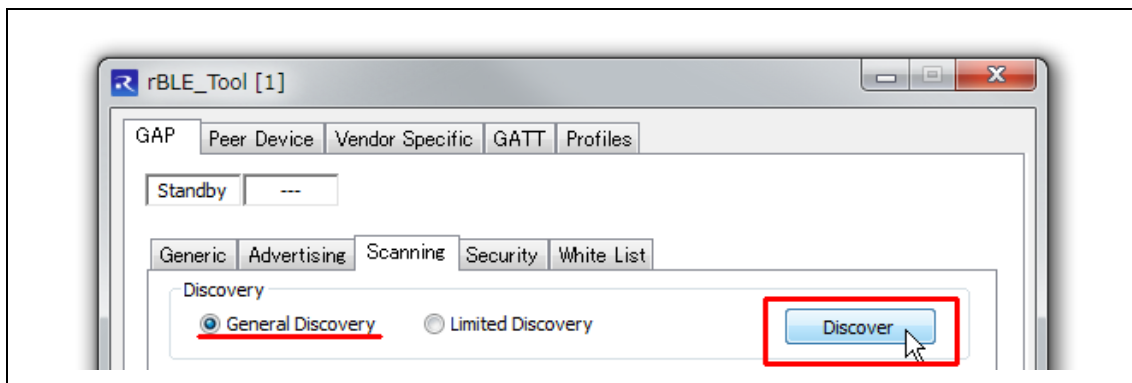 rBLE_Tool [1]
GAP Peer Device Vendor Specific GATT Profiles
Standby ---
Generic Advertising Scanning Security White List
Discovery
General Discovery Limited Discovery Discover